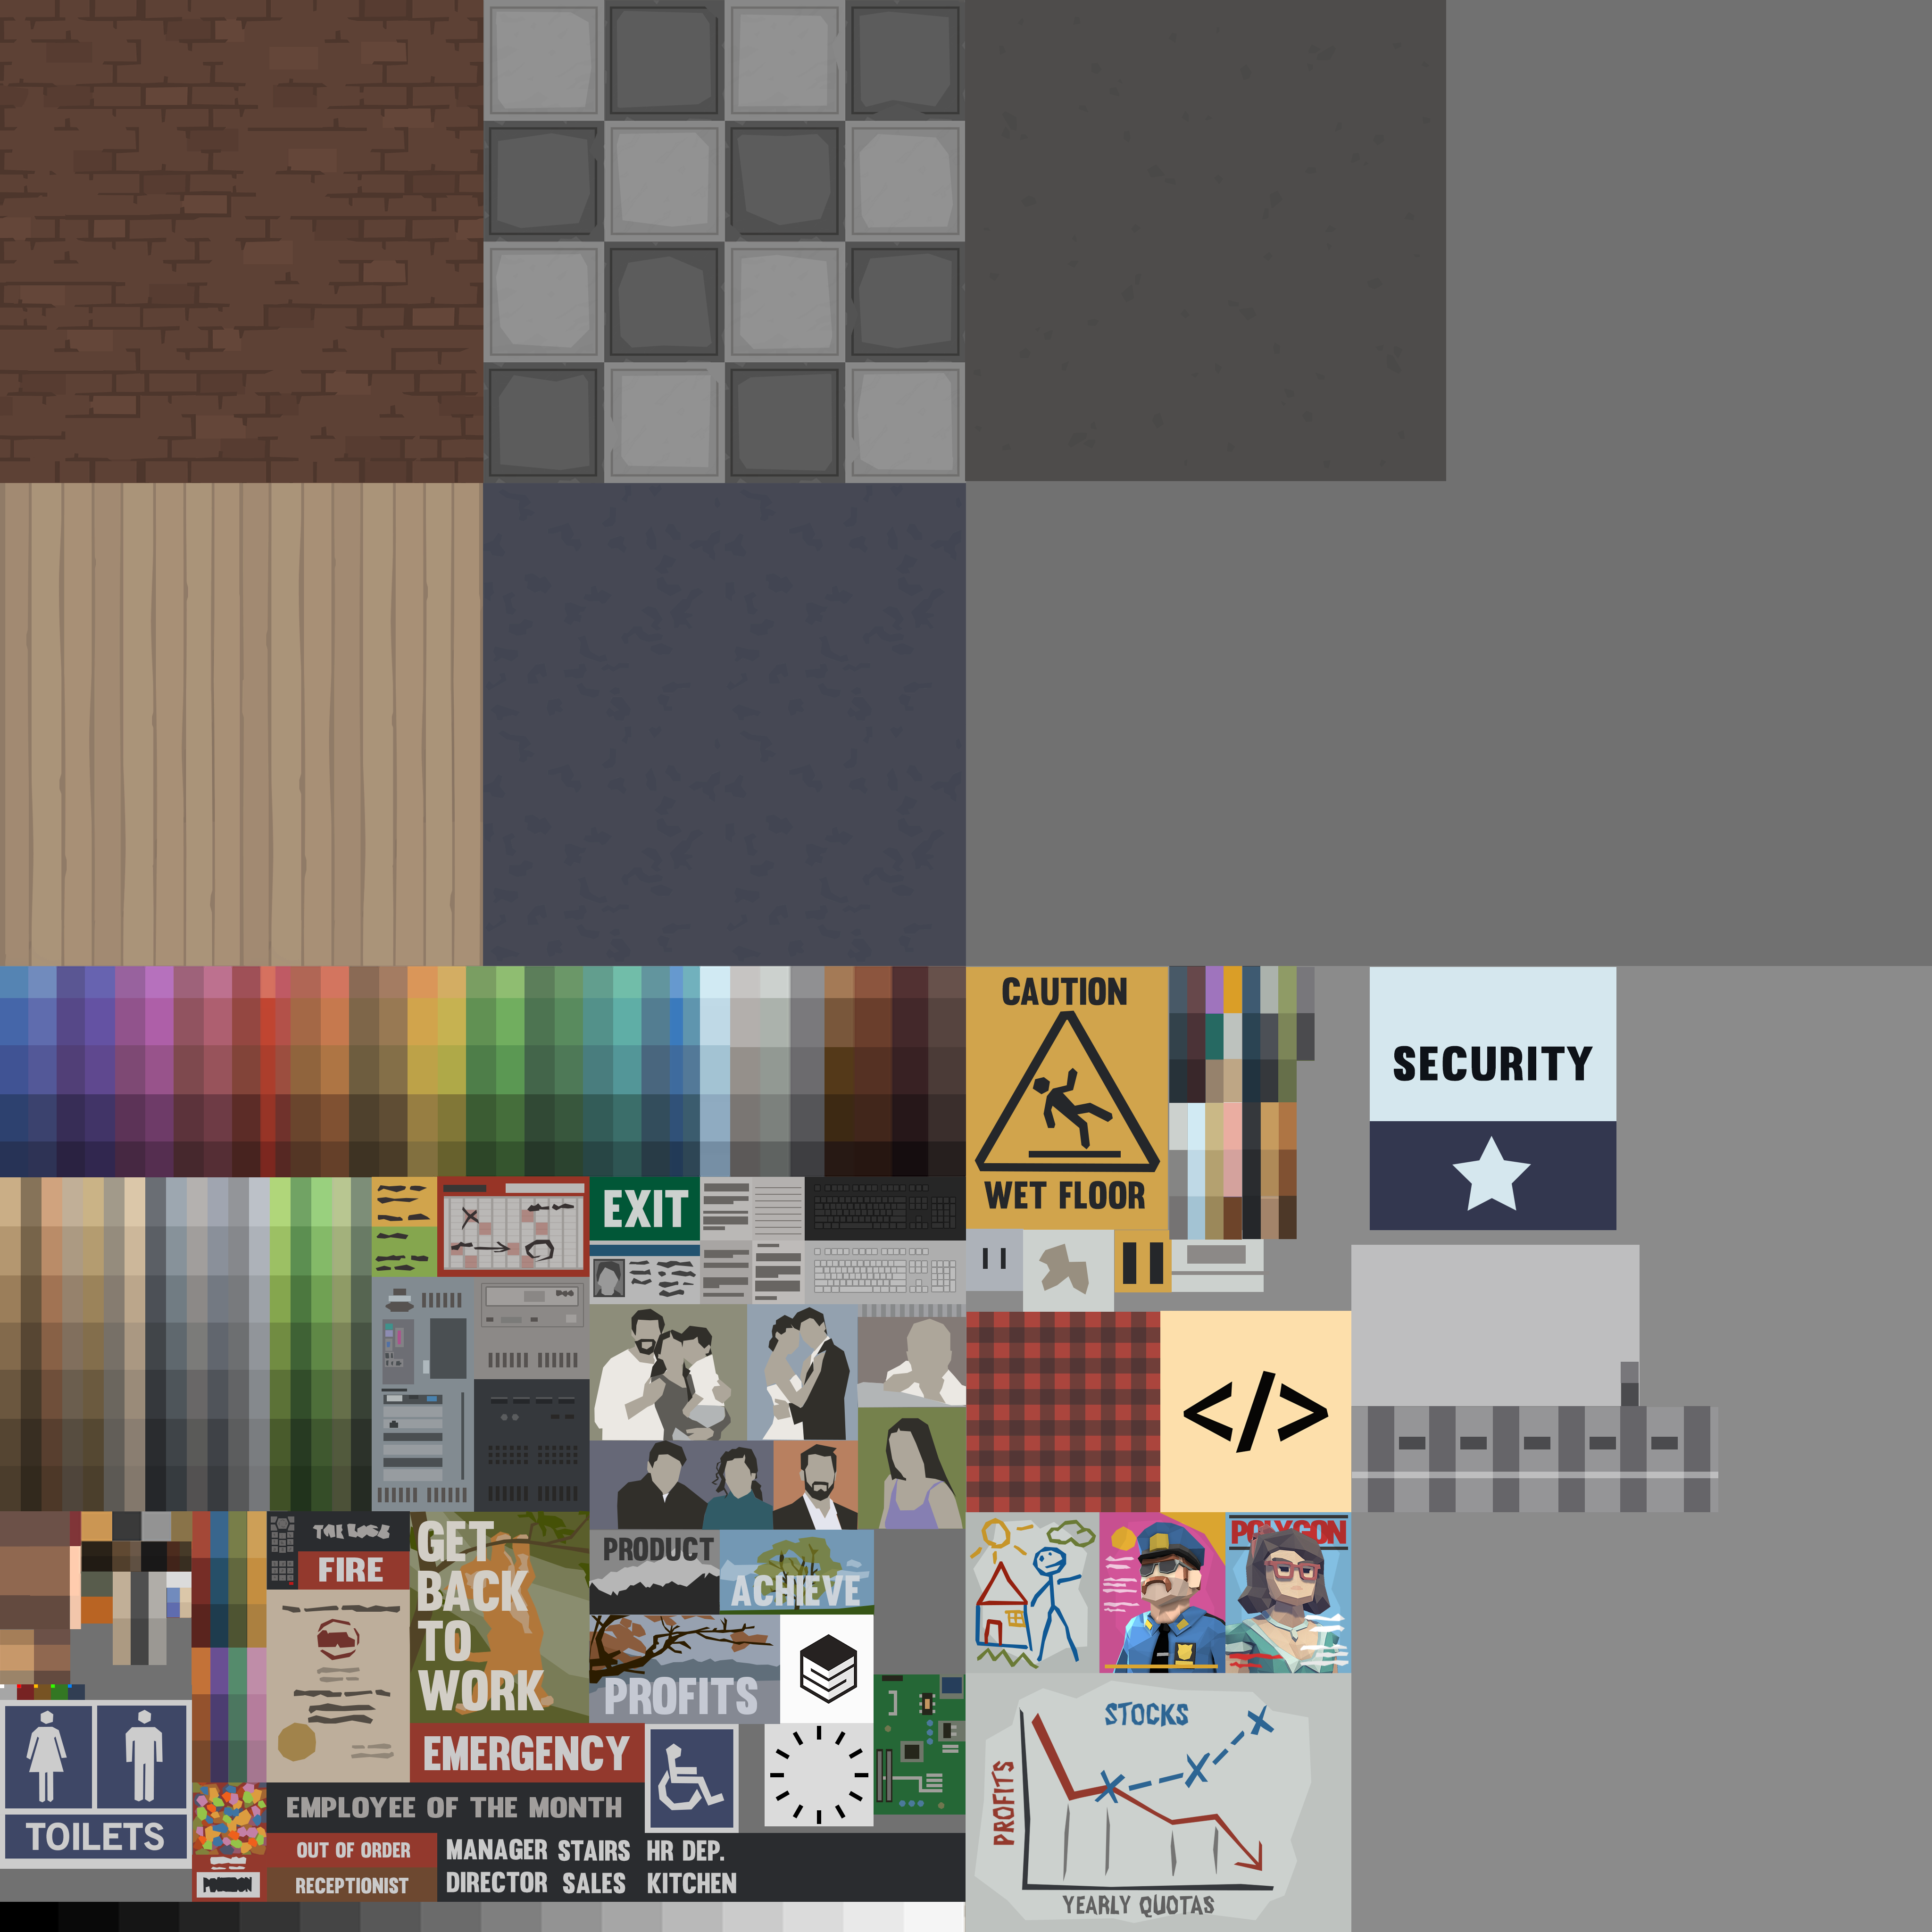 CAUTION
WET FLOOR
SECURITY
EXIT
</>
FIRE
GET
BACK
TO
WORK
PRODUCT
ACHIEVE
PROFITS
POLYGON
EMERGENCY
EMPLOYEE OF THE MONTH
TOILETS
OUT OF ORDER
RECEPTIONIST
MANAGER STAIRS HR DEP.
DIRECTOR SALES KITCHEN
STOCKS
PROFITS
YEARLY QUOTAS